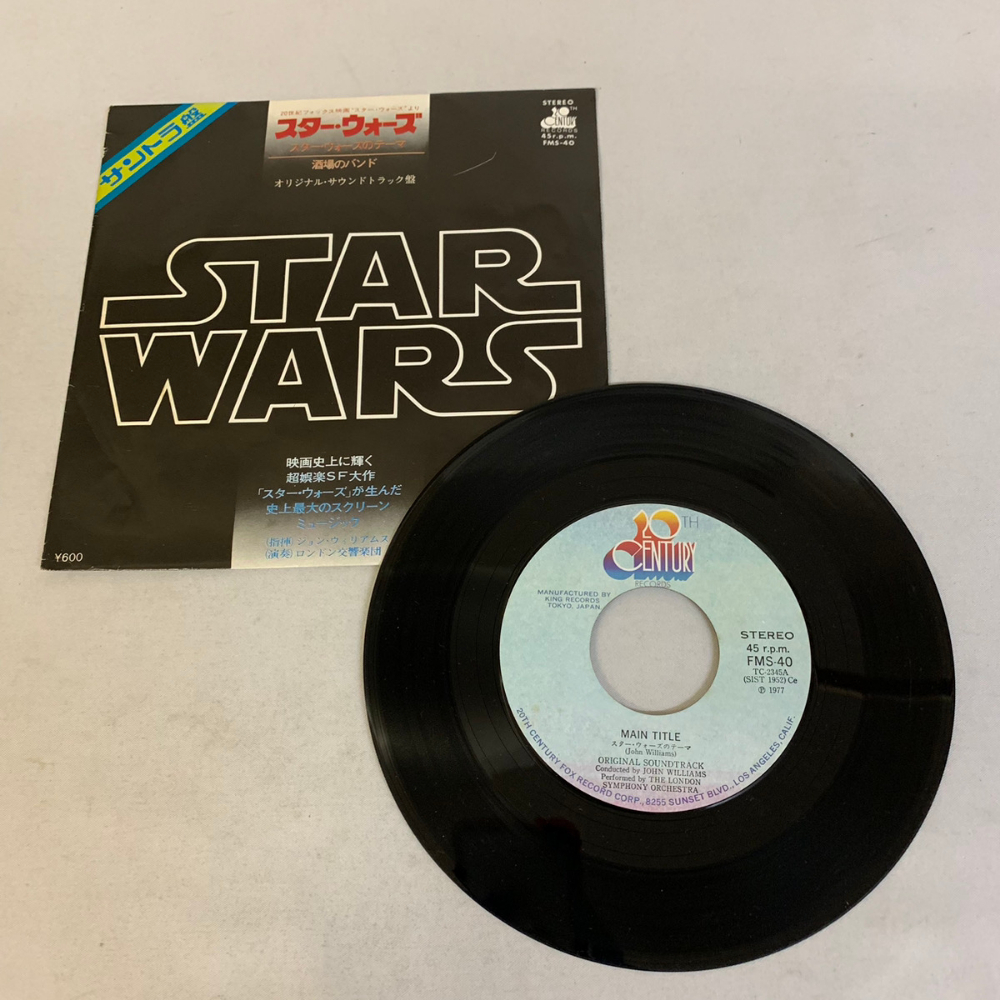 サントラ盤
20世紀フォックス映画“スター・ウォーズ”より
スター・ウォーズ
スター・ウォーズのテーマ
酒場のバンド
オリジナル・サウンドトラック盤
STEREO
20TH
CENTURY
RECORDS
45 r.p.m.
FMS-40
STAR
WARS
映画史上に輝く
超娯楽SF大作
「スター・ウォーズ」が生んだ
史上最大のスクリーン
ミュージック
(指揮)ジョン・ウィリアムス
(演奏)ロンドン交響楽団
¥600
20TH
CENTURY
RECORDS
MANUFACTURED BY
KING RECORDS
TOKYO, JAPAN
STEREO
45 r.p.m.
FMS-40
TC-2345A
(SIST 1952) Ce
Ⓟ 1977
MAIN TITLE
スター・ウォーズのテーマ
(John Williams)
ORIGINAL SOUNDTRACK
Conducted by JOHN WILLIAMS
Performed by THE LONDON
SYMPHONY ORCHESTRA
20TH CENTURY FOX RECORD CORP., 8255 SUNSET BLVD., LOS ANGELES, CALIF.